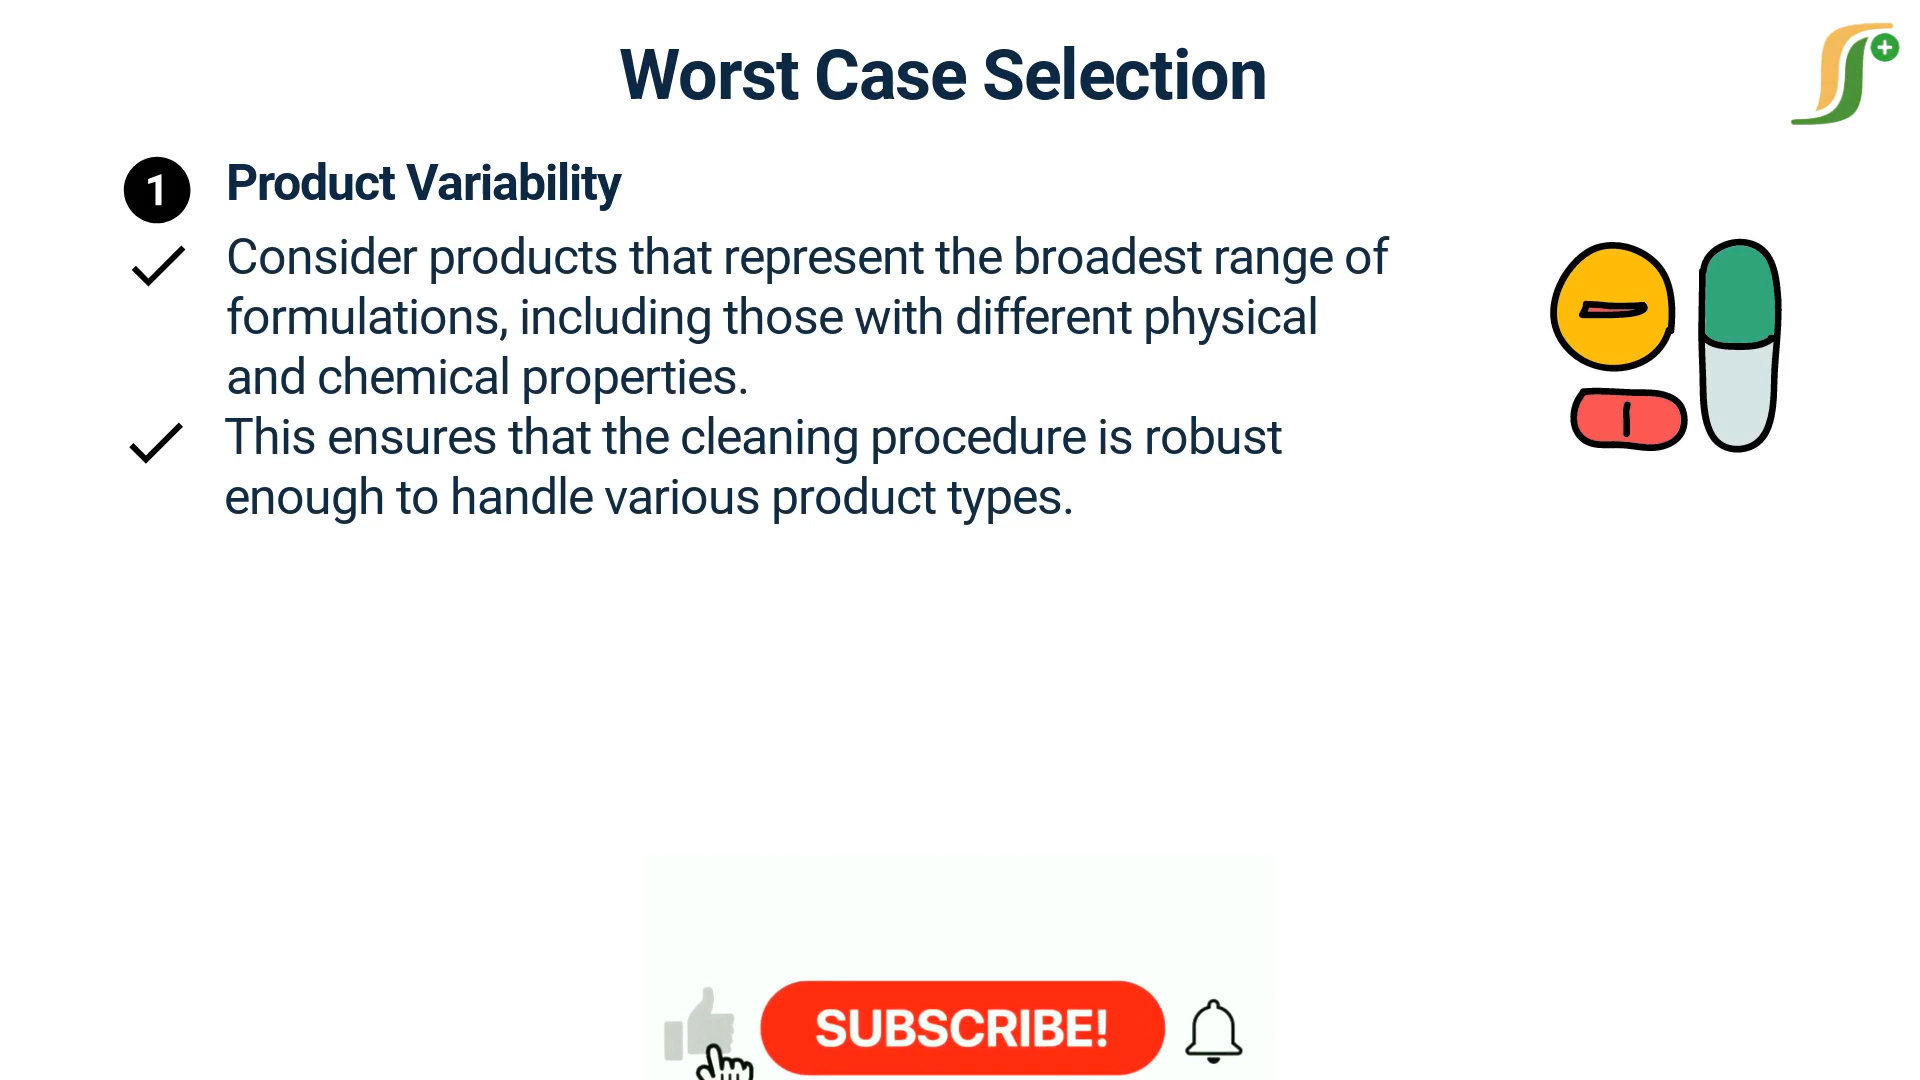 Worst Case Selection
1 Product Variability
Consider products that represent the broadest range of
formulations, including those with different physical
and chemical properties.
This ensures that the cleaning procedure is robust
enough to handle various product types.
SUBSCRIBE!